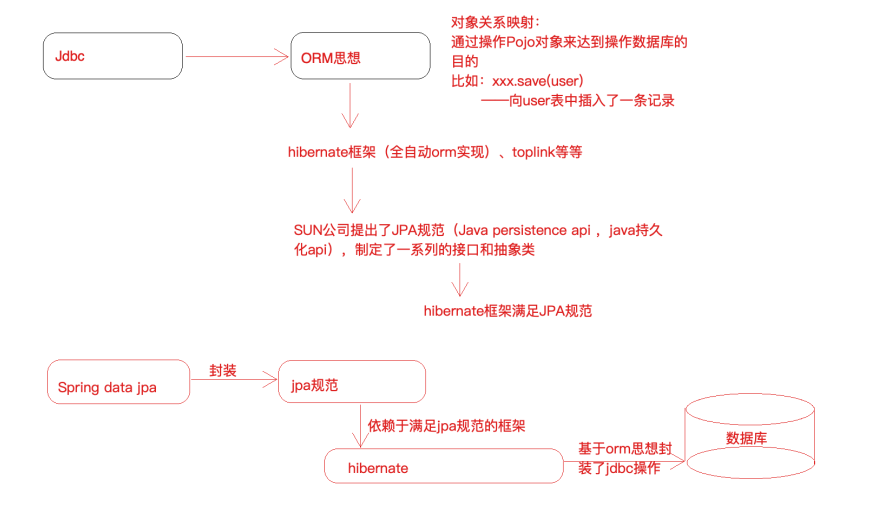 Jdbc
ORM思想
对象关系映射：
通过操作Pojo对象来达到操作数据库的
目的
比如：xxx.save(user)
——向user表中插入了一条记录
hibernate框架（全自动orm实现）、toplink等等
SUN公司提出了JPA规范（Java persistence api ，java持久
化api），制定了一系列的接口和抽象类
hibernate框架满足JPA规范
Spring data jpa
封装
jpa规范
依赖于满足jpa规范的框架
hibernate
基于orm思想封
装了jdbc操作
数据库